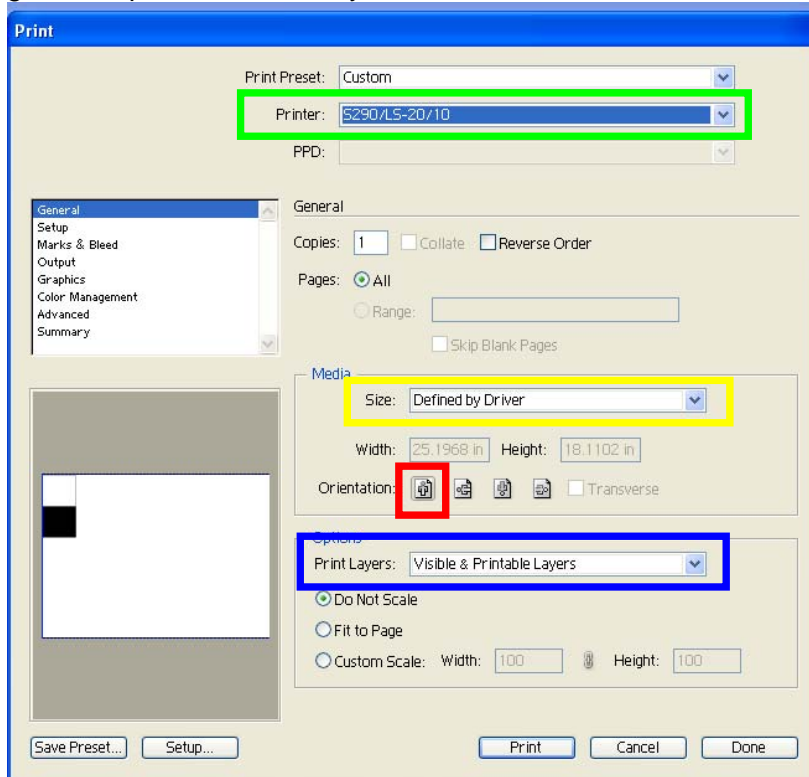 Print
Print Preset: Custom
Printer: S290/LS-20/10
PPD:
General
Setup
Marks & Bleed
Output
Graphics
Color Management
Advanced
Summary
General
Copies: 1 Collate Reverse Order
Pages: All
Range:
Skip Blank Pages
Media
Size: Defined by Driver
Width: 25.1968 in Height: 18.1102 in
Orientation: Transverse
Options
Print Layers: Visible & Printable Layers
Do Not Scale
Fit to Page
Custom Scale: Width: 100 Height: 100
Save Preset... Setup... Print Cancel Done